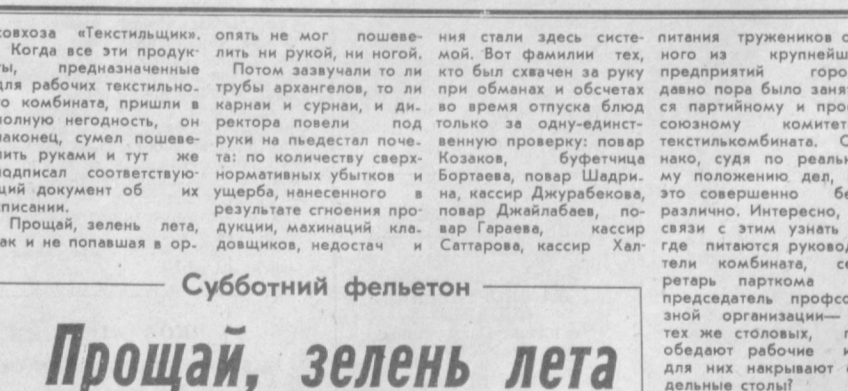 совхоза «Текстильщик».
Когда все эти продук-
ты, предназначенные
для рабочих текстильно-
го комбината, пришли в
полную негодность, он
наконец, сумел пошеве-
лить руками и тут же
подписал соответствую-
щий документ об их
списании.
Прощай, зелень лета,
так и не попавшая в ор-
опять не мог пошеве-
лить ни рукой, ни ногой.
Потом зазвучали то ли
трубы архангелов, то ли
карнаи и сурнаи, и ди-
ректора повели под
руки на пьедестал поче-
та: по количеству сверх-
нормативных убытков и
ущерба, нанесенного в
результате сгноения про-
дукции, махинаций кла-
довщиков, недостач и
ния стали здесь систе-
мой. Вот фамилии тех,
кто был схвачен за руку
при обманах и обсчетах
во время отпуска блюд
только за одну-единст-
венную проверку: повар
Козаков, буфетчица
Бортаева, повар Шадри-
на, кассир Джурабекова,
повар Джайлабаев, по-
вар Гараева, кассир
Саттарова, кассир Хал-
питания тружеников о
ного из крупнейш
предприятий горо
давно пора было занят
ся партийному и про
союзному комитет
текстилькомбината. О
нако, судя по реальн
му положению дел,
это совершенно бе
различно. Интересно,
связи с этим узнать
где питаются руковод
тели комбината, се
ретарь парткома
председатель профсо
зной организации—
тех же столовых, г
обедают рабочие и
для них накрывают
дельные столы?
Субботний фельетон
Прощай, зелень лета